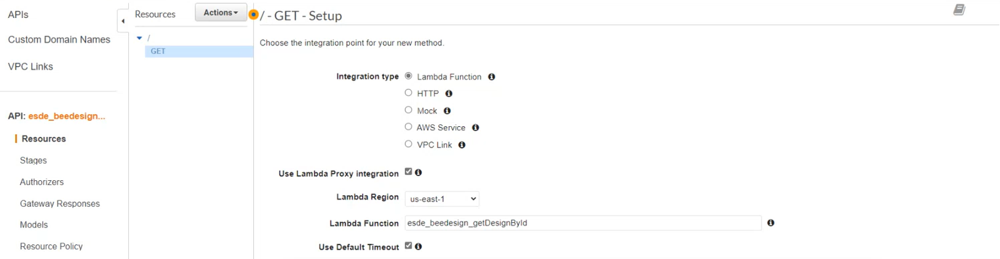 APIs
Custom Domain Names
VPC Links
API: esde_beedesign...
Resources
Stages
Authorizers
Gateway Responses
Models
Resource Policy
Resources
Actions
/
GET
/ - GET - Setup
Choose the integration point for your new method.
Integration type
Lambda Function
HTTP
Mock
AWS Service
VPC Link
Use Lambda Proxy integration
Lambda Region us-east-1
Lambda Function esde_beedesign_getDesignById
Use Default Timeout